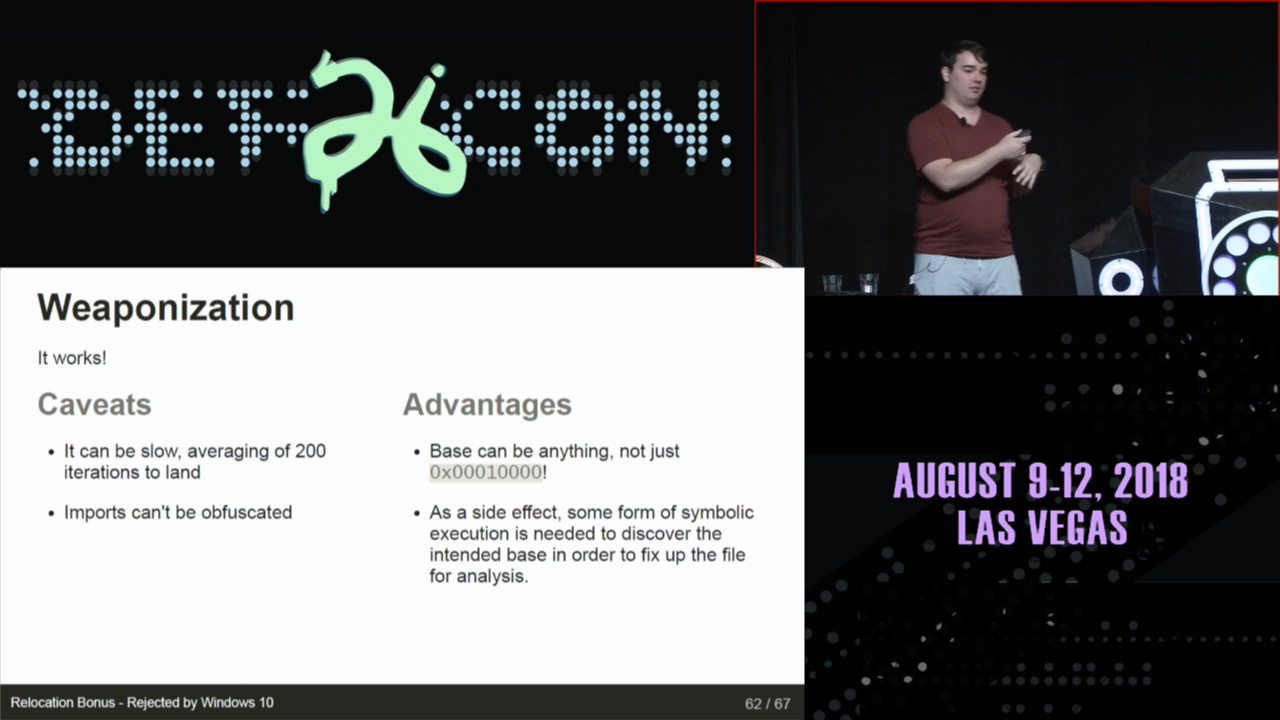 DEF 26 CON
Weaponization
It works!
Caveats
It can be slow, averaging of 200
iterations to land
Imports can't be obfuscated
Advantages
Base can be anything, not just
0x00010000!
As a side effect, some form of symbolic
execution is needed to discover the
intended base in order to fix up the file
for analysis.
Relocation Bonus - Rejected by Windows 10
62 / 67
AUGUST 9-12, 2018
LAS VEGAS